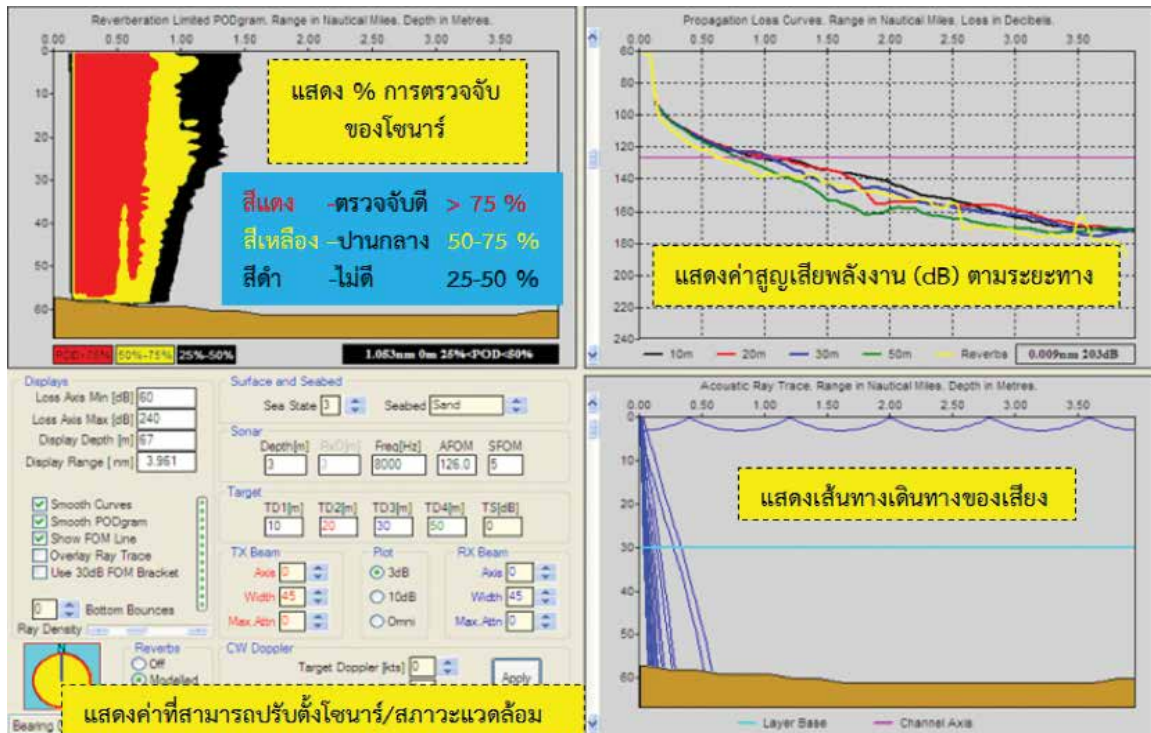 Reverberation Limited PODgram. Range in Nautical Miles. Depth in Metres.
0.00 0.50 1.00 2.00 2.50 3.00 3.50
0
10
20
30
40
50
60
แสดง % การตรวจจับ
ของโซนาร์
สีแดง -ตรวจจับดี > 75 %
สีเหลือง -ปานกลาง 50-75 %
สีดำ -ไม่ดี 25-50 %
50%-75% 25%-50% 1.053nm 0m 25%<POD<50%
Propagation Loss Curves. Range in Nautical Miles. Loss in Decibels.
0.00 0.50 1.00 1.50 2.00 2.50 3.00 3.50
60
80
100
120
140
160
180
200
220
240
แสดงค่าสูญเสียพลังงาน (dB) ตามระยะทาง
10m 20m 30m 50m Reverbs 0.009nm 203dB
Displays
Loss Axis Min [dB] 60
Loss Axis Max [dB] 240
Display Depth [m] 67
Display Range [nm] 3.961
Smooth Curves
Smooth PODgram
Show FOM Line
Overlay Ray Trace
Use 30dB FOM Bracket
0 Bottom Bounces
Ray Density
N
Bearing
Reverbs
Off
Modelled
Surface and Seabed
Sea State 3 Seabed Sand
Sonar
Depth[m] RxD[m] Freq[Hz] AFOM SFOM
3 3 8000 126.0 5
Target
TD1[m] TD2[m] TD3[m] TD4[m] TS[dB]
10 20 30 50 0
TX Beam Plot RX Beam
Axis 0 3dB Axis 0
Width 45 10dB Width 45
Max.Attn 0 Omni Max.Attn 0
CW Doppler
Target Doppler [kts] 0 Apply
แสดงค่าที่สามารถปรับตั้งโซนาร์/สภาวะแวดล้อม
Acoustic Ray Trace. Range in Nautical Miles. Depth in Metres.
0.00 0.50 1.00 1.50 2.00 2.50 3.00 3.50
0
10
20
30
40
50
60
แสดงเส้นทางเดินทางของเสียง
Layer Base Channel Axis